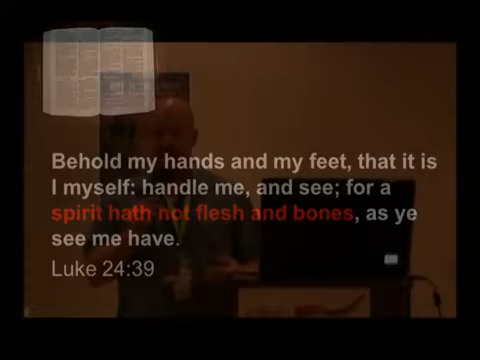 Behold my hands and my feet, that it is
I myself: handle me, and see; for a
spirit hath not flesh and bones, as ye
see me have.
Luke 24:39